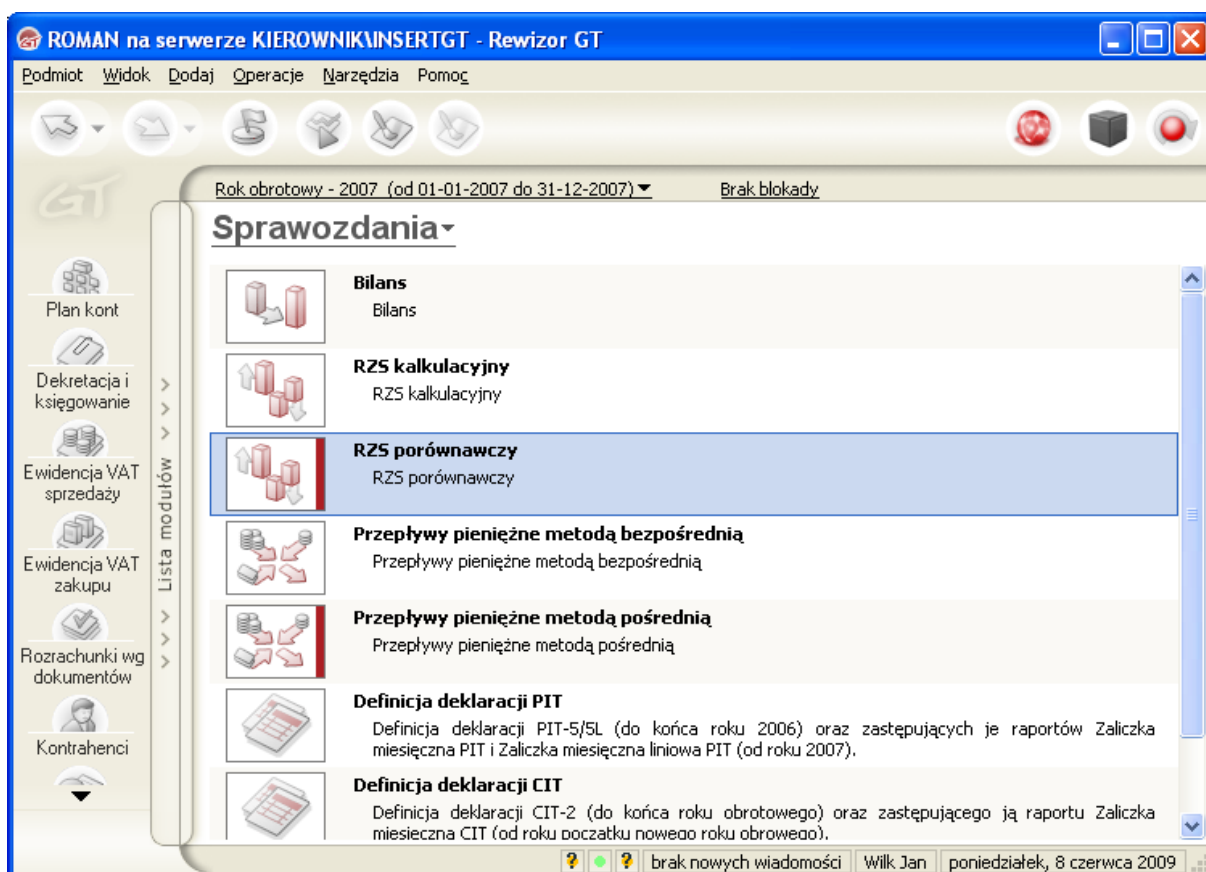 ROMAN na serwerze KIEROWNIK\INSERTGT - Rewizor GT
Podmiot Widok Dodaj Operacje Narzędzia Pomoc
GT
Rok obrotowy - 2007 (od 01-01-2007 do 31-12-2007) Brak blokady
Sprawozdania
Plan kont
Dekretacja i
księgowanie
Ewidencja VAT
sprzedaży
Ewidencja VAT
zakupu
Rozrachunki wg
dokumentów
Kontrahenci
Lista modułów
Bilans
Bilans
RZS kalkulacyjny
RZS kalkulacyjny
RZS porównawczy
RZS porównawczy
Przepływy pieniężne metodą bezpośrednią
Przepływy pieniężne metodą bezpośrednią
Przepływy pieniężne metodą pośrednią
Przepływy pieniężne metodą pośrednią
Definicja deklaracji PIT
Definicja deklaracji PIT-5/5L (do końca roku 2006) oraz zastępujących je raportów Zaliczka
miesięczna PIT i Zaliczka miesięczna liniowa PIT (od roku 2007).
Definicja deklaracji CIT
Definicja deklaracji CIT-2 (do końca roku obrotowego) oraz zastępującego ją raportu Zaliczka
miesięczna CIT (od roku początku nowego roku obrowego).
brak nowych wiadomości Wilk Jan poniedziałek, 8 czerwca 2009